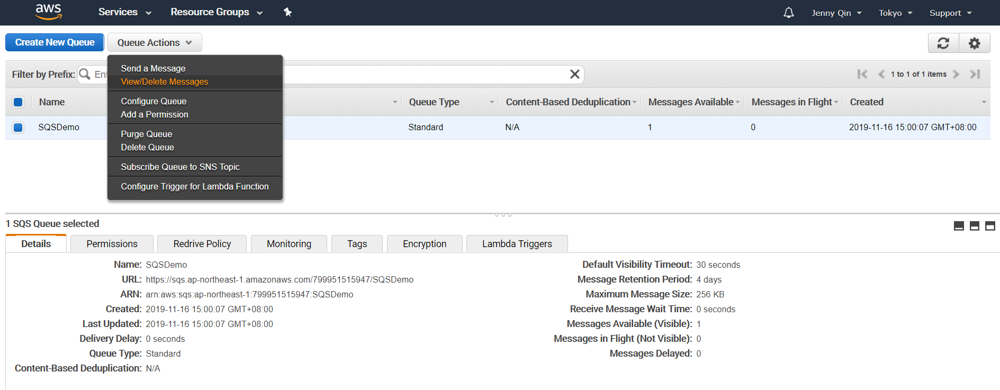 aws Services Resource Groups Jenny Qin Tokyo Support
Create New Queue Queue Actions
Send a Message
Filter by Prefix: Ent 1 to 1 of 1 items
View/Delete Messages
Configure Queue
Name Queue Type Content-Based Deduplication Messages Available Messages in Flight Created
Add a Permission
SQSDemo Standard N/A 1 0 2019-11-16 15:00:07 GMT+08:00
Purge Queue
Delete Queue
Subscribe Queue to SNS Topic
Configure Trigger for Lambda Function
1 SQS Queue selected
Details Permissions Redrive Policy Monitoring Tags Encryption Lambda Triggers
Name: SQSDemo
URL: https://sqs.ap-northeast-1.amazonaws.com/799951515947/SQSDemo
ARN: arn:aws:sqs:ap-northeast-1:799951515947:SQSDemo
Created: 2019-11-16 15:00:07 GMT+08:00
Last Updated: 2019-11-16 15:00:07 GMT+08:00
Delivery Delay: 0 seconds
Queue Type: Standard
Content-Based Deduplication: N/A
Default Visibility Timeout: 30 seconds
Message Retention Period: 4 days
Maximum Message Size: 256 KB
Receive Message Wait Time: 0 seconds
Messages Available (Visible): 1
Messages in Flight (Not Visible): 0
Messages Delayed: 0